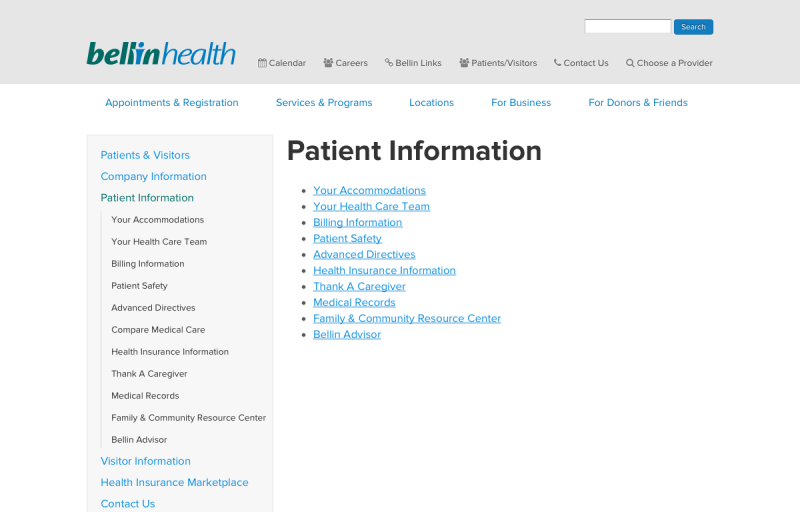 Search
bellinhealth
Calendar
Careers
Bellin Links
Patients/Visitors
Contact Us
Choose a Provider
Appointments & Registration
Services & Programs
Locations
For Business
For Donors & Friends
Patients & Visitors
Company Information
Patient Information
Your Accommodations
Your Health Care Team
Billing Information
Patient Safety
Advanced Directives
Compare Medical Care
Health Insurance Information
Thank A Caregiver
Medical Records
Family & Community Resource Center
Bellin Advisor
Visitor Information
Health Insurance Marketplace
Contact Us
Patient Information
Your Accommodations
Your Health Care Team
Billing Information
Patient Safety
Advanced Directives
Health Insurance Information
Thank A Caregiver
Medical Records
Family & Community Resource Center
Bellin Advisor